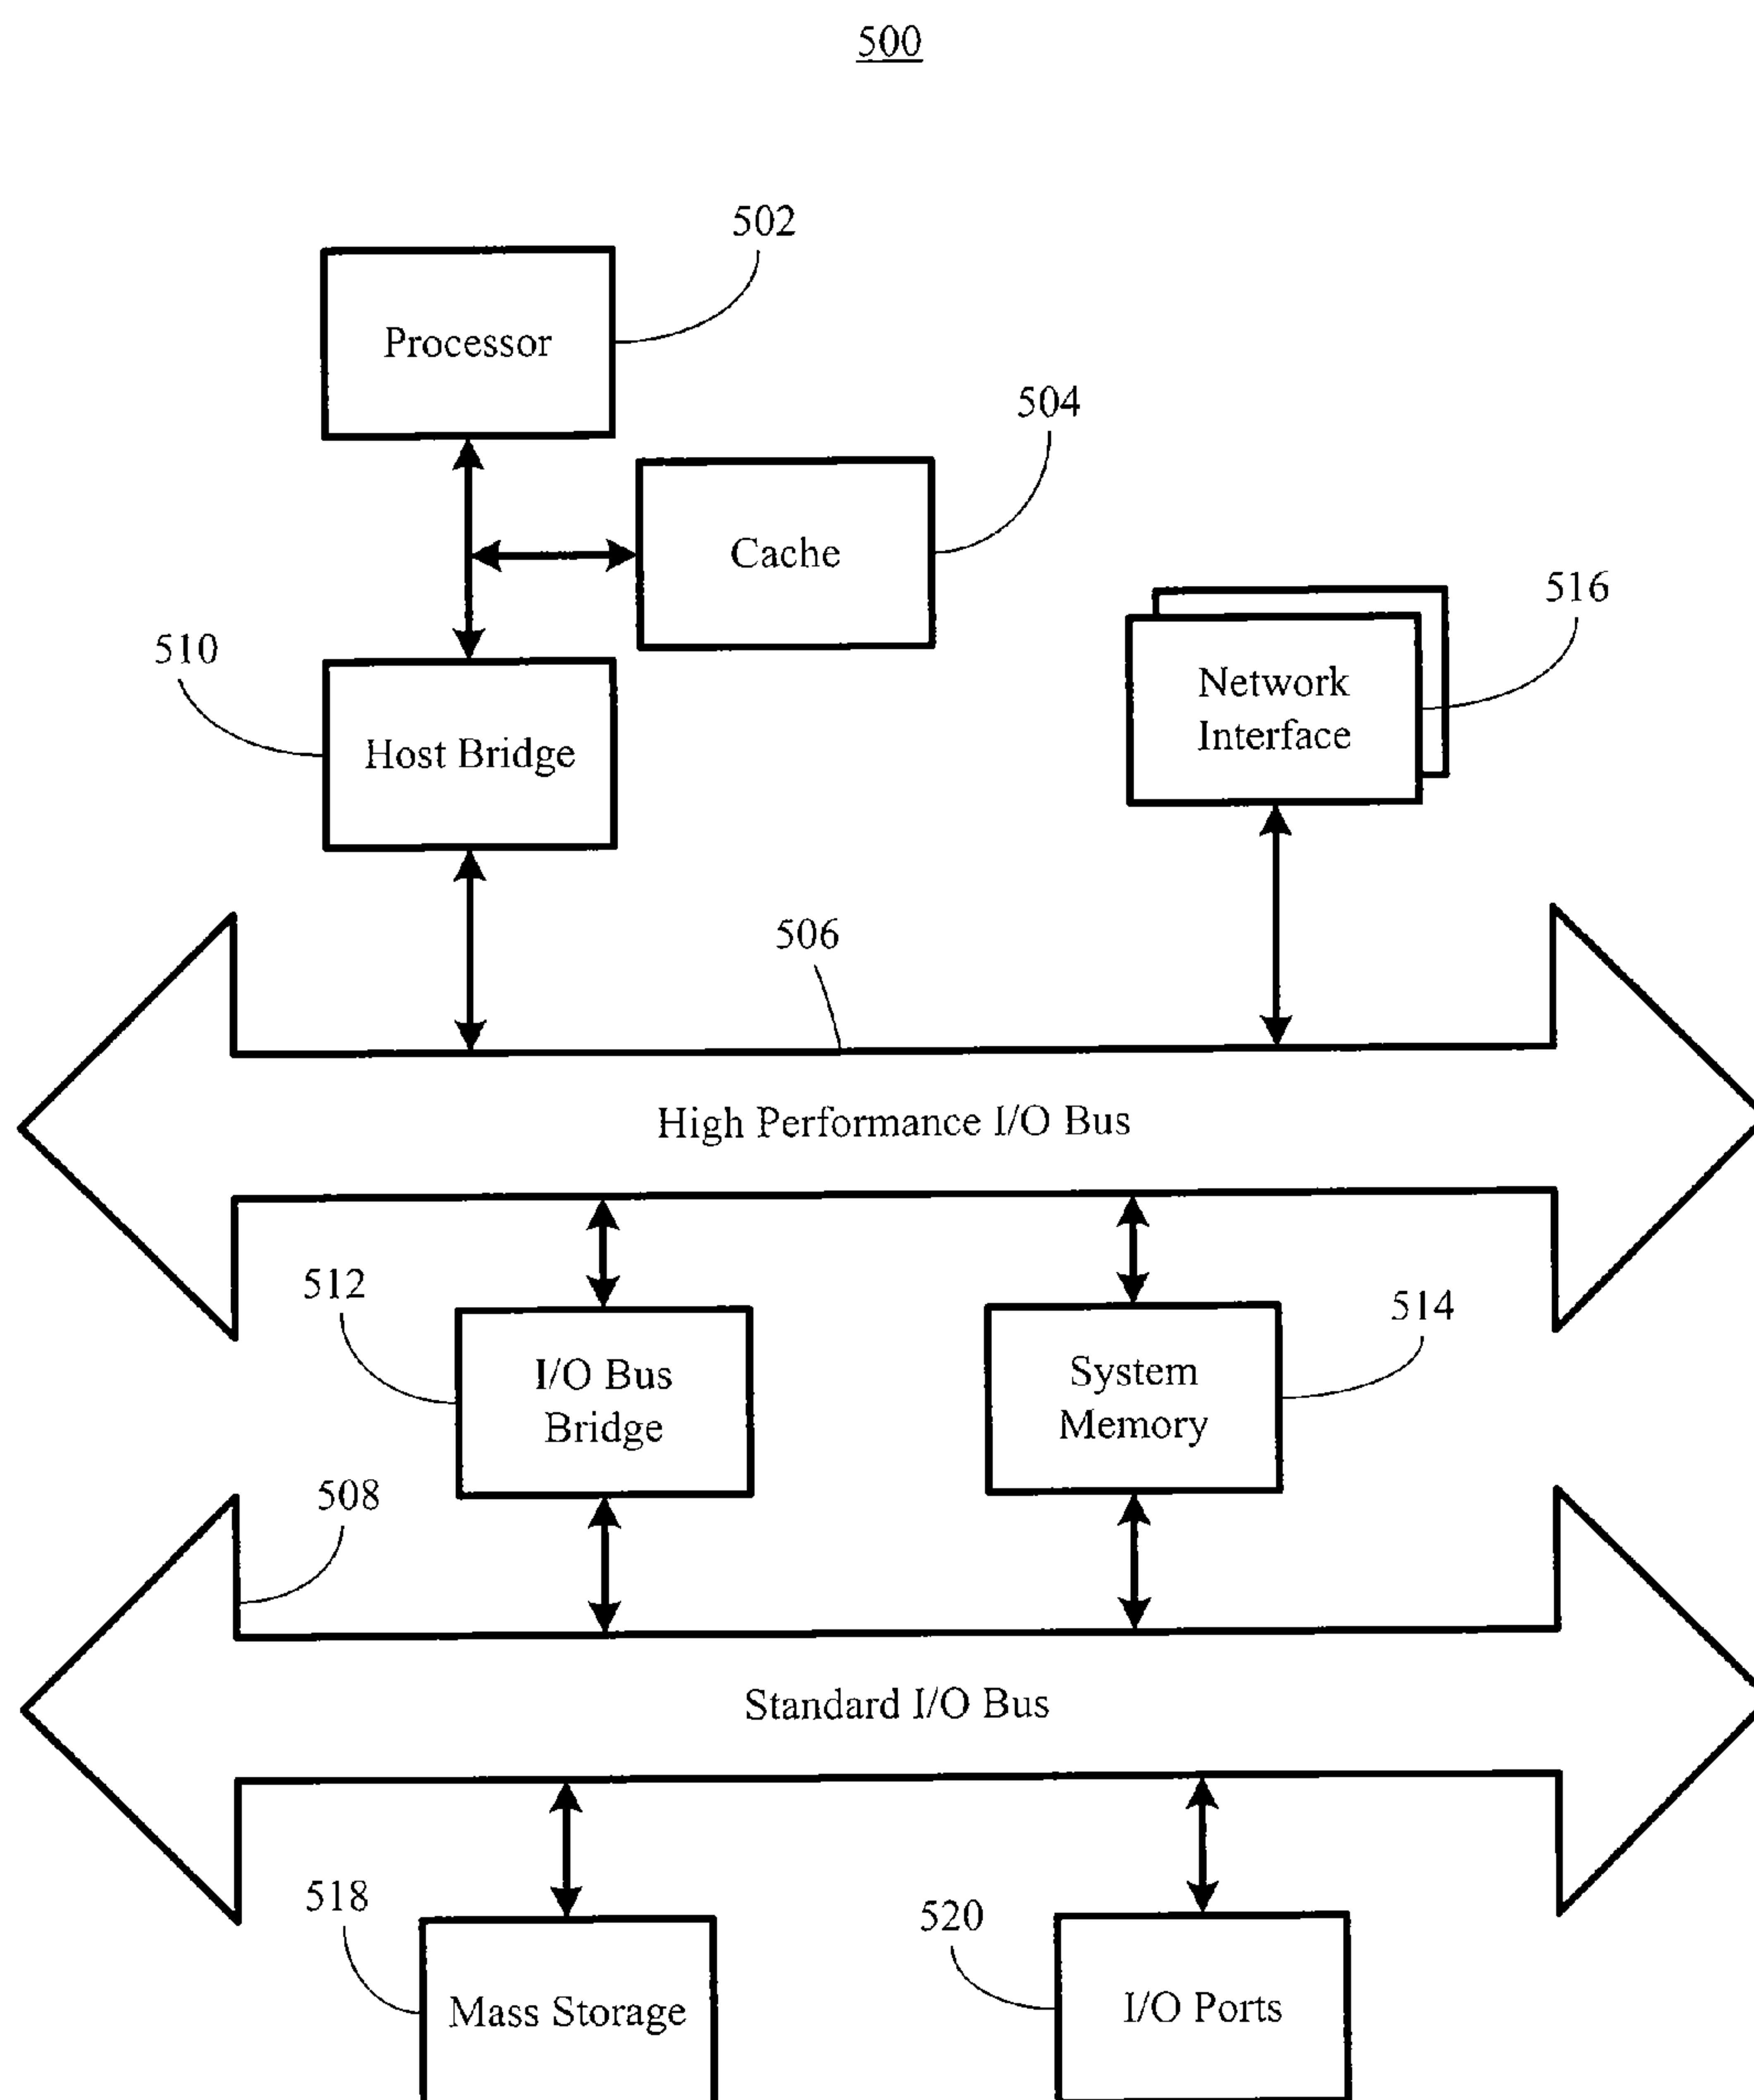 500
502
Processor
504
Cache
516
510
Network
Interface
Host Bridge
506
High Performance I/O Bus
512
514
I/O Bus
Bridge
System
Memory
508
Standard I/O Bus
518
520
Mass Storage
I/O Ports